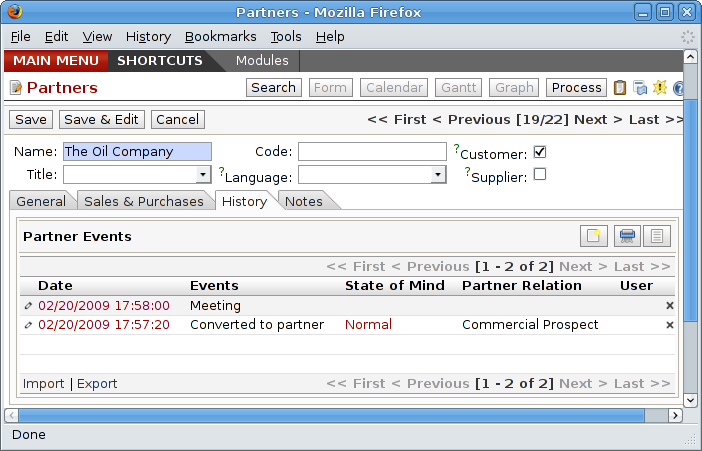 Partners - Mozilla Firefox
File Edit View History Bookmarks Tools Help
MAIN MENU SHORTCUTS Modules
Partners Search Form Calendar Gantt Graph Process
Save Save & Edit Cancel << First < Previous [19/22] Next > Last >>
Name: The Oil Company Code: ?Customer:
Title: ?Language: ?Supplier:
General Sales & Purchases History Notes
Partner Events
<< First < Previous [1 - 2 of 2] Next > Last >>
Date Events State of Mind Partner Relation User
02/20/2009 17:58:00 Meeting
02/20/2009 17:57:20 Converted to partner Normal Commercial Prospect
Import | Export << First < Previous [1 - 2 of 2] Next > Last >>
Done